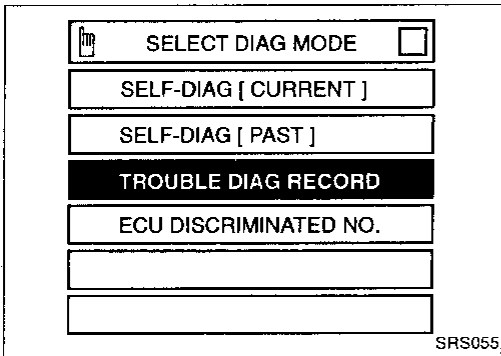 SELECT DIAG MODE
SELF-DIAG [ CURRENT ]
SELF-DIAG [ PAST ]
TROUBLE DIAG RECORD
ECU DISCRIMINATED NO.
SRS055